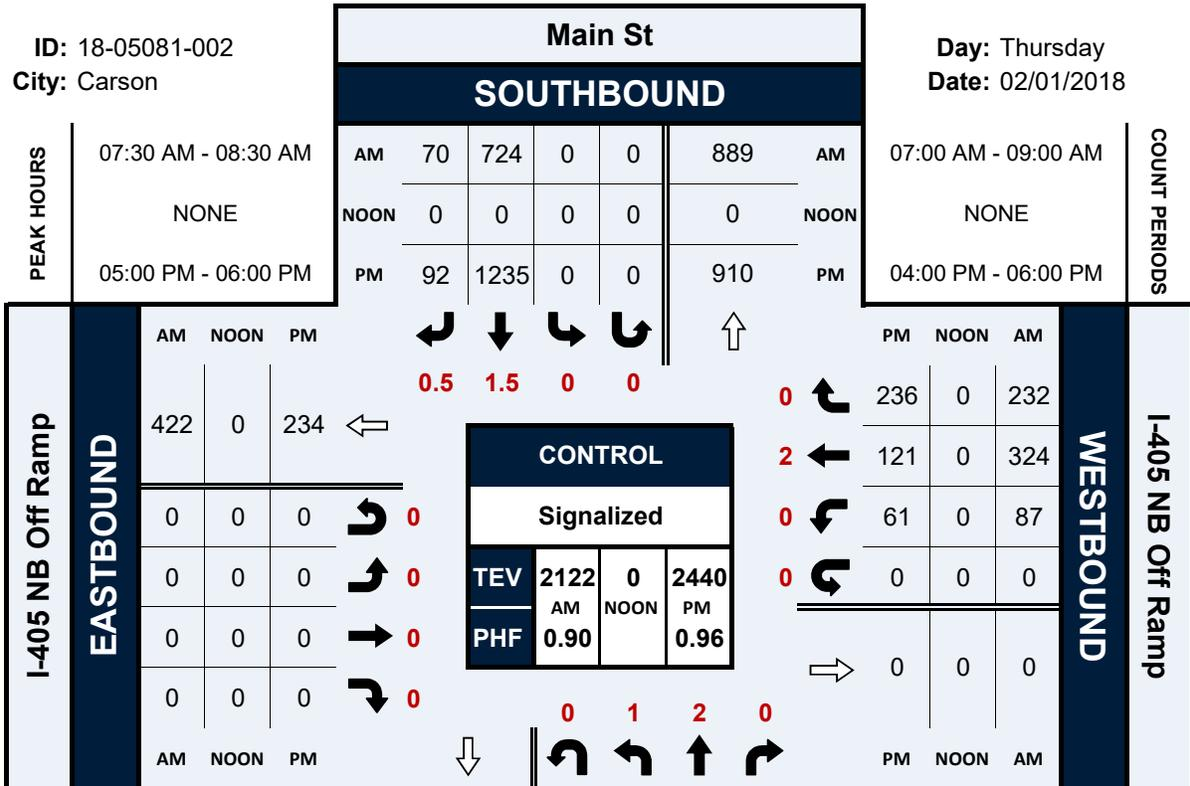 ID: 18-05081-002
City: Carson
Main St
SOUTHBOUND
Day: Thursday
Date: 02/01/2018
PEAK HOURS
07:30 AM - 08:30 AM
NONE
05:00 PM - 06:00 PM
AM 70 724 0 0 889 AM
NOON 0 0 0 0 0 NOON
PM 92 1235 0 0 910 PM
07:00 AM - 09:00 AM
NONE
04:00 PM - 06:00 PM
COUNT PERIODS
0.5 1.5 0 0
I-405 NB Off Ramp
EASTBOUND
AM NOON PM
422 0 234
0 0 0 0
0 0 0 0
0 0 0 0
0 0 0 0
AM NOON PM
CONTROL
Signalized
TEV 2122 0 2440
AM NOON PM
PHF 0.90 0.96
PM NOON AM
0 236 0 232
2 121 0 324
0 61 0 87
0 0 0 0
0 0 0
PM NOON AM
WESTBOUND
I-405 NB Off Ramp
0 1 2 0